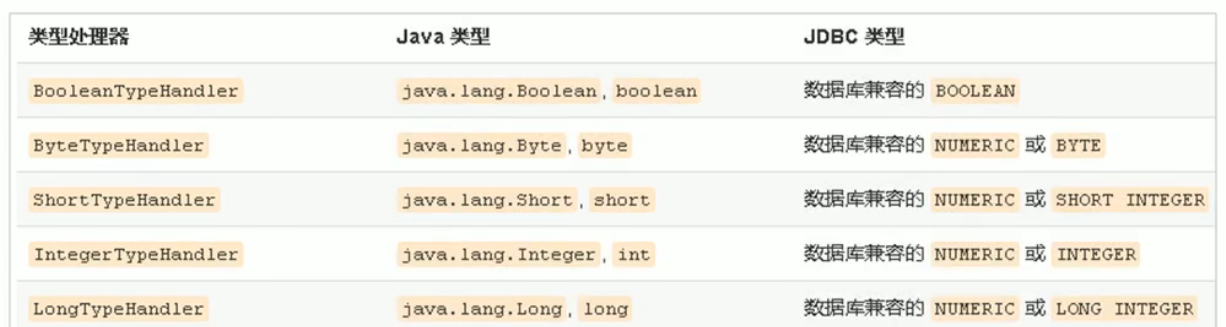 类型处理器 Java 类型 JDBC 类型
BooleanTypeHandler java.lang.Boolean, boolean 数据库兼容的 BOOLEAN
ByteTypeHandler java.lang.Byte, byte 数据库兼容的 NUMERIC 或 BYTE
ShortTypeHandler java.lang.Short, short 数据库兼容的 NUMERIC 或 SHORT INTEGER
IntegerTypeHandler java.lang.Integer, int 数据库兼容的 NUMERIC 或 INTEGER
LongTypeHandler java.lang.Long, long 数据库兼容的 NUMERIC 或 LONG INTEGER